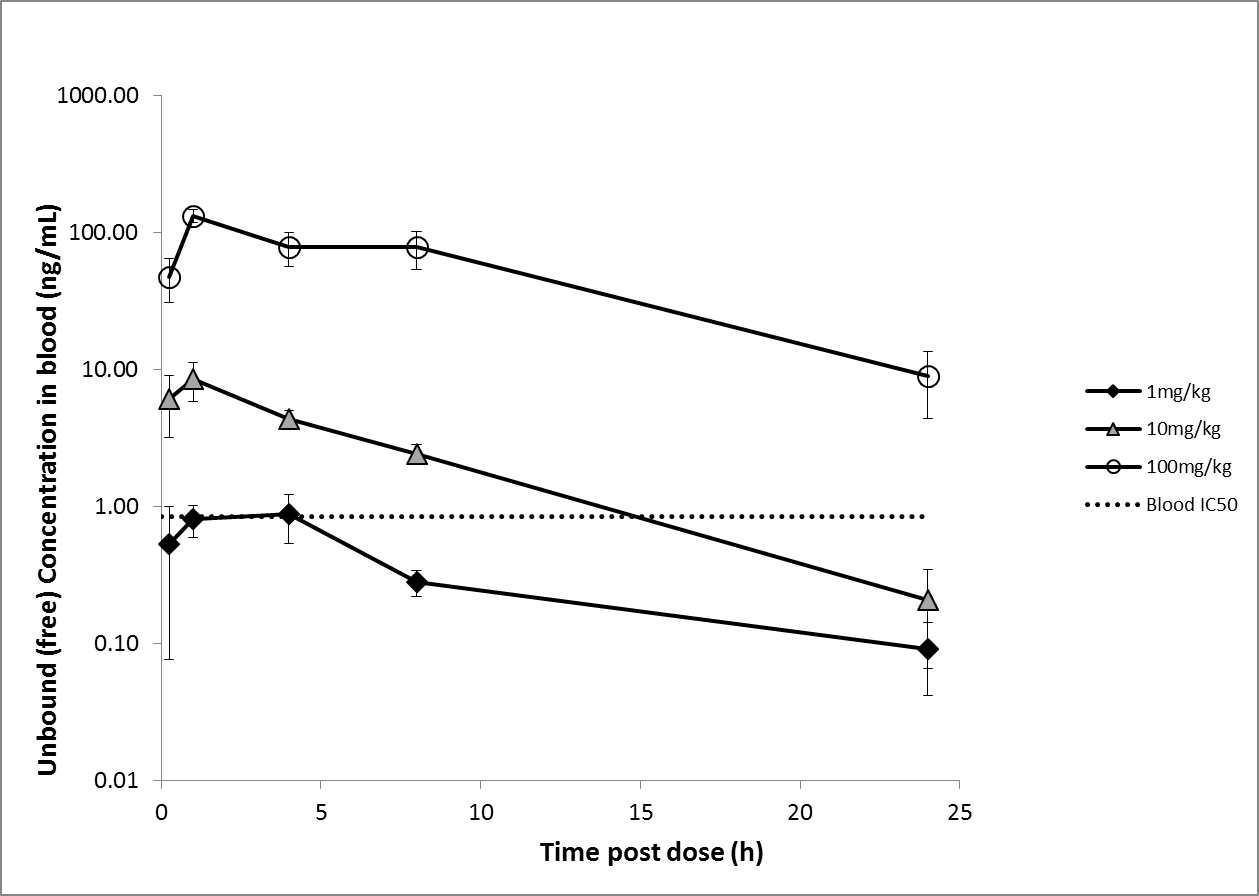 Unbound (free) Concentration in blood (ng/mL)
1000.00
100.00
10.00
1.00
0.10
0.01
0
5
10
15
20
25
Time post dose (h)
1mg/kg
10mg/kg
100mg/kg
Blood IC50